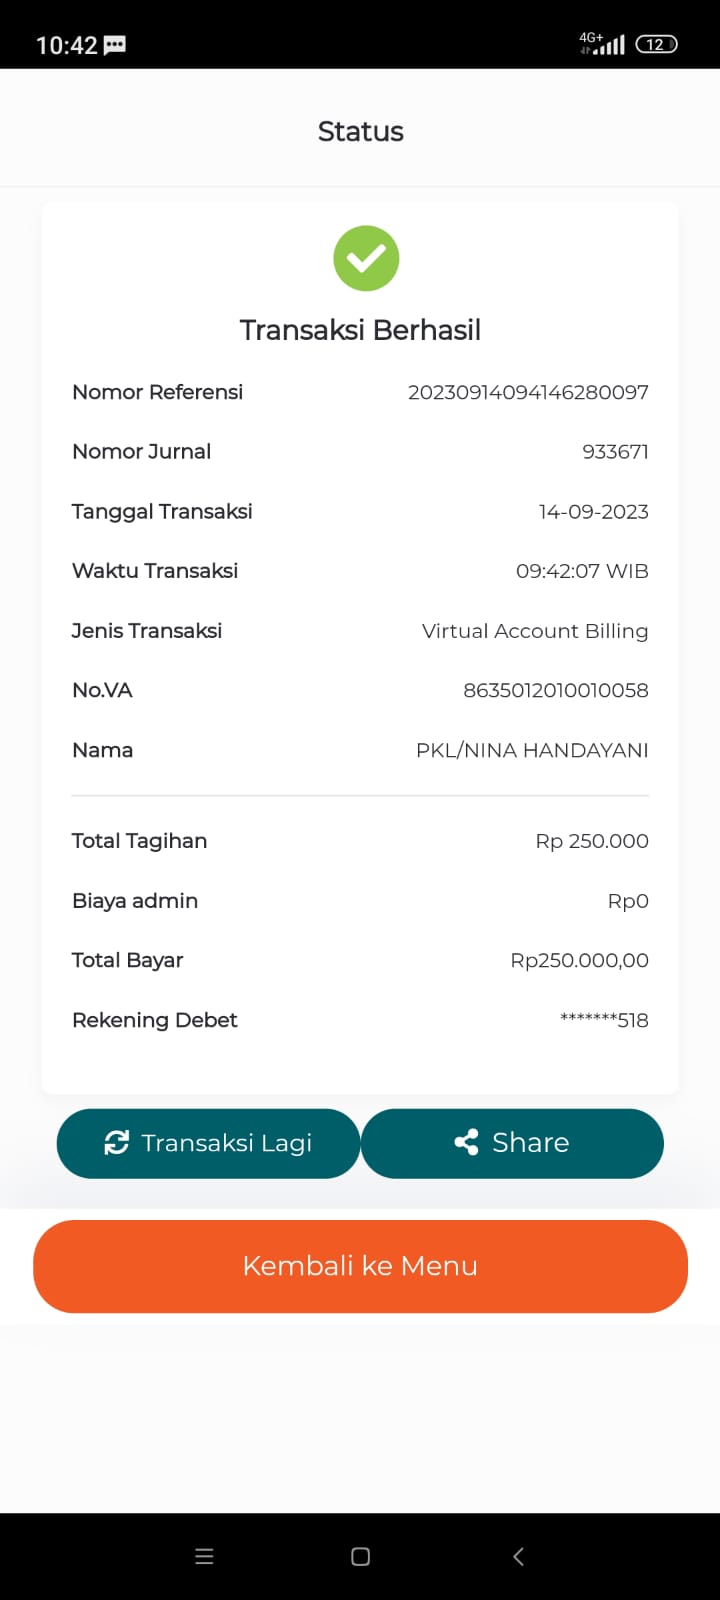 10:42
4G+
12
Status
Transaksi Berhasil
Nomor Referensi 20230914094146280097
Nomor Jurnal 933671
Tanggal Transaksi 14-09-2023
Waktu Transaksi 09:42:07 WIB
Jenis Transaksi Virtual Account Billing
No.VA 8635012010010058
Nama PKL/NINA HANDAYANI
Total Tagihan Rp 250.000
Biaya admin Rp0
Total Bayar Rp250.000,00
Rekening Debet *******518
Transaksi Lagi Share
Kembali ke Menu